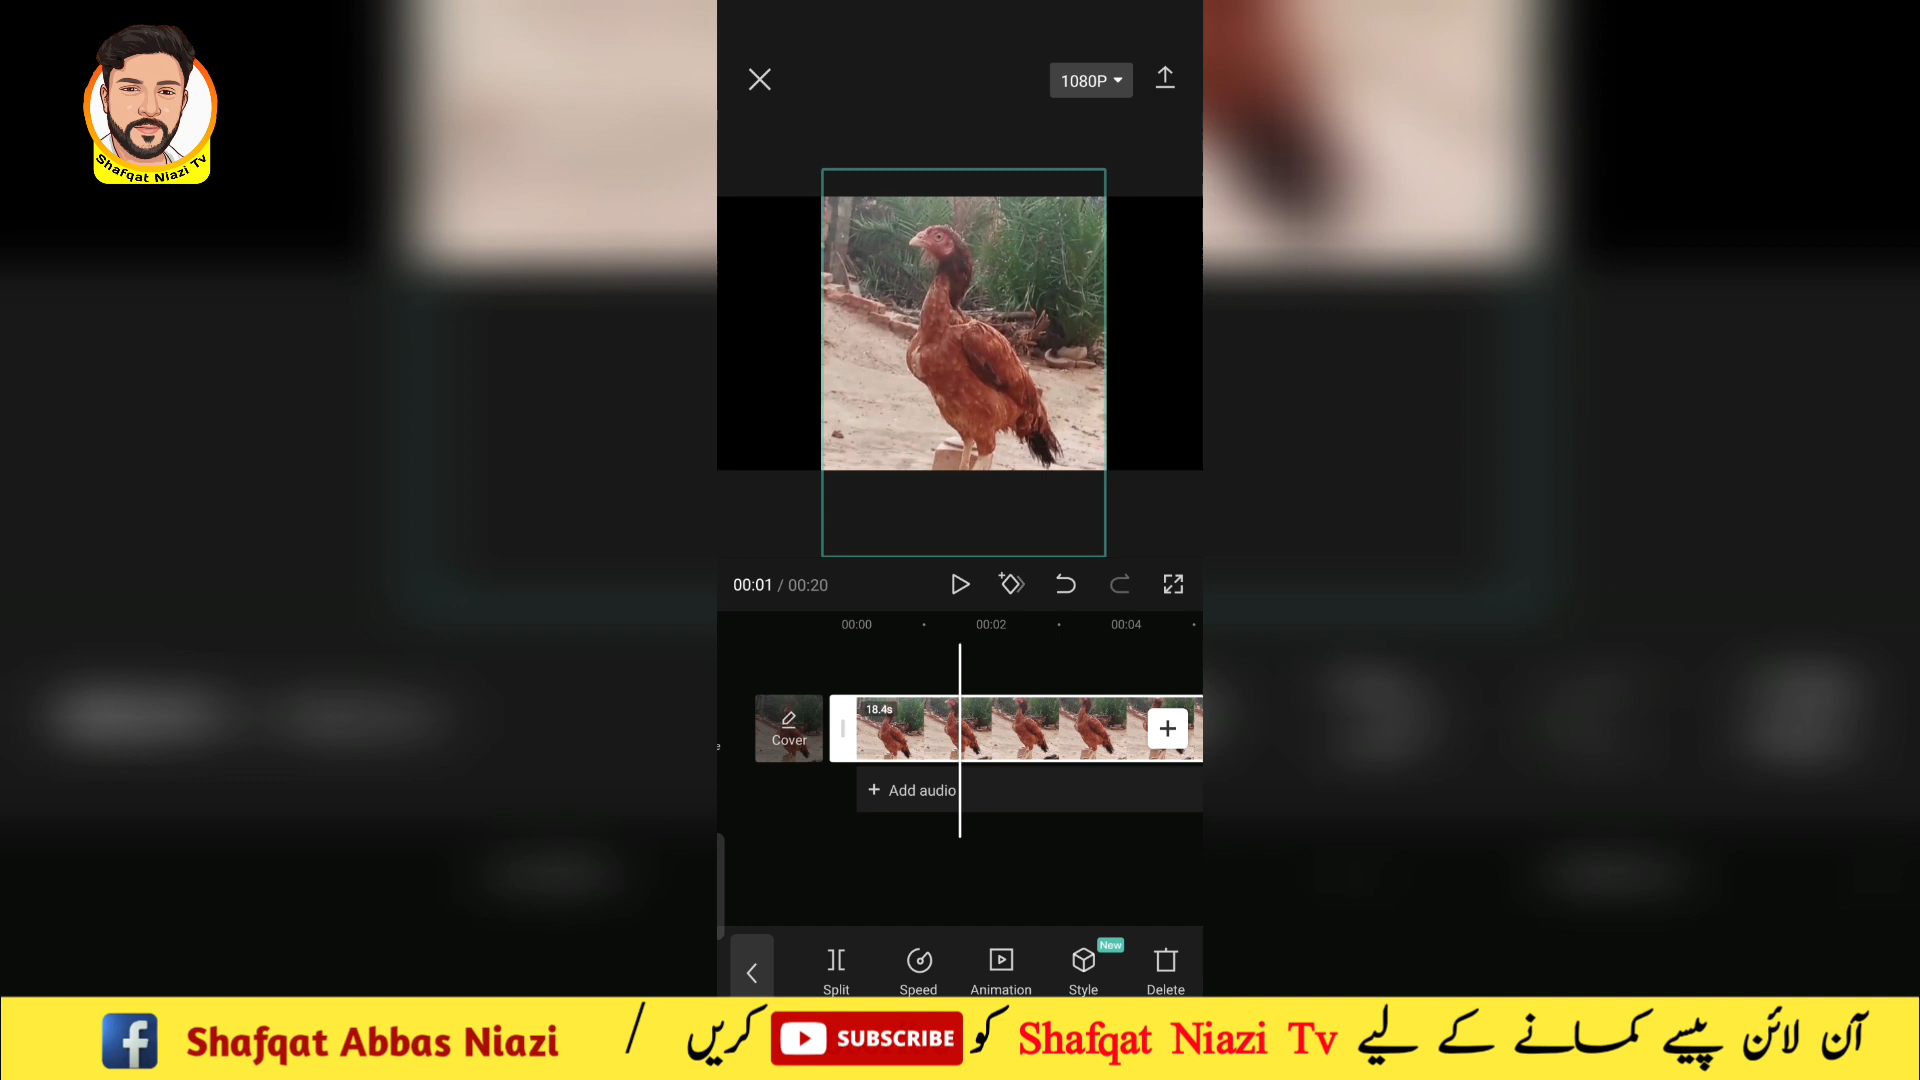 Shafqat Niazi Tv
1080P
00:01 / 00:20
00:00 00:02 00:04
18.4s
Cover
+ Add audio
New
Split Speed Animation Style Delete
Shafqat Abbas Niazi / آن لائن پیسے کمانے کے لیے Shafqat Niazi Tv کو SUBSCRIBE کریں